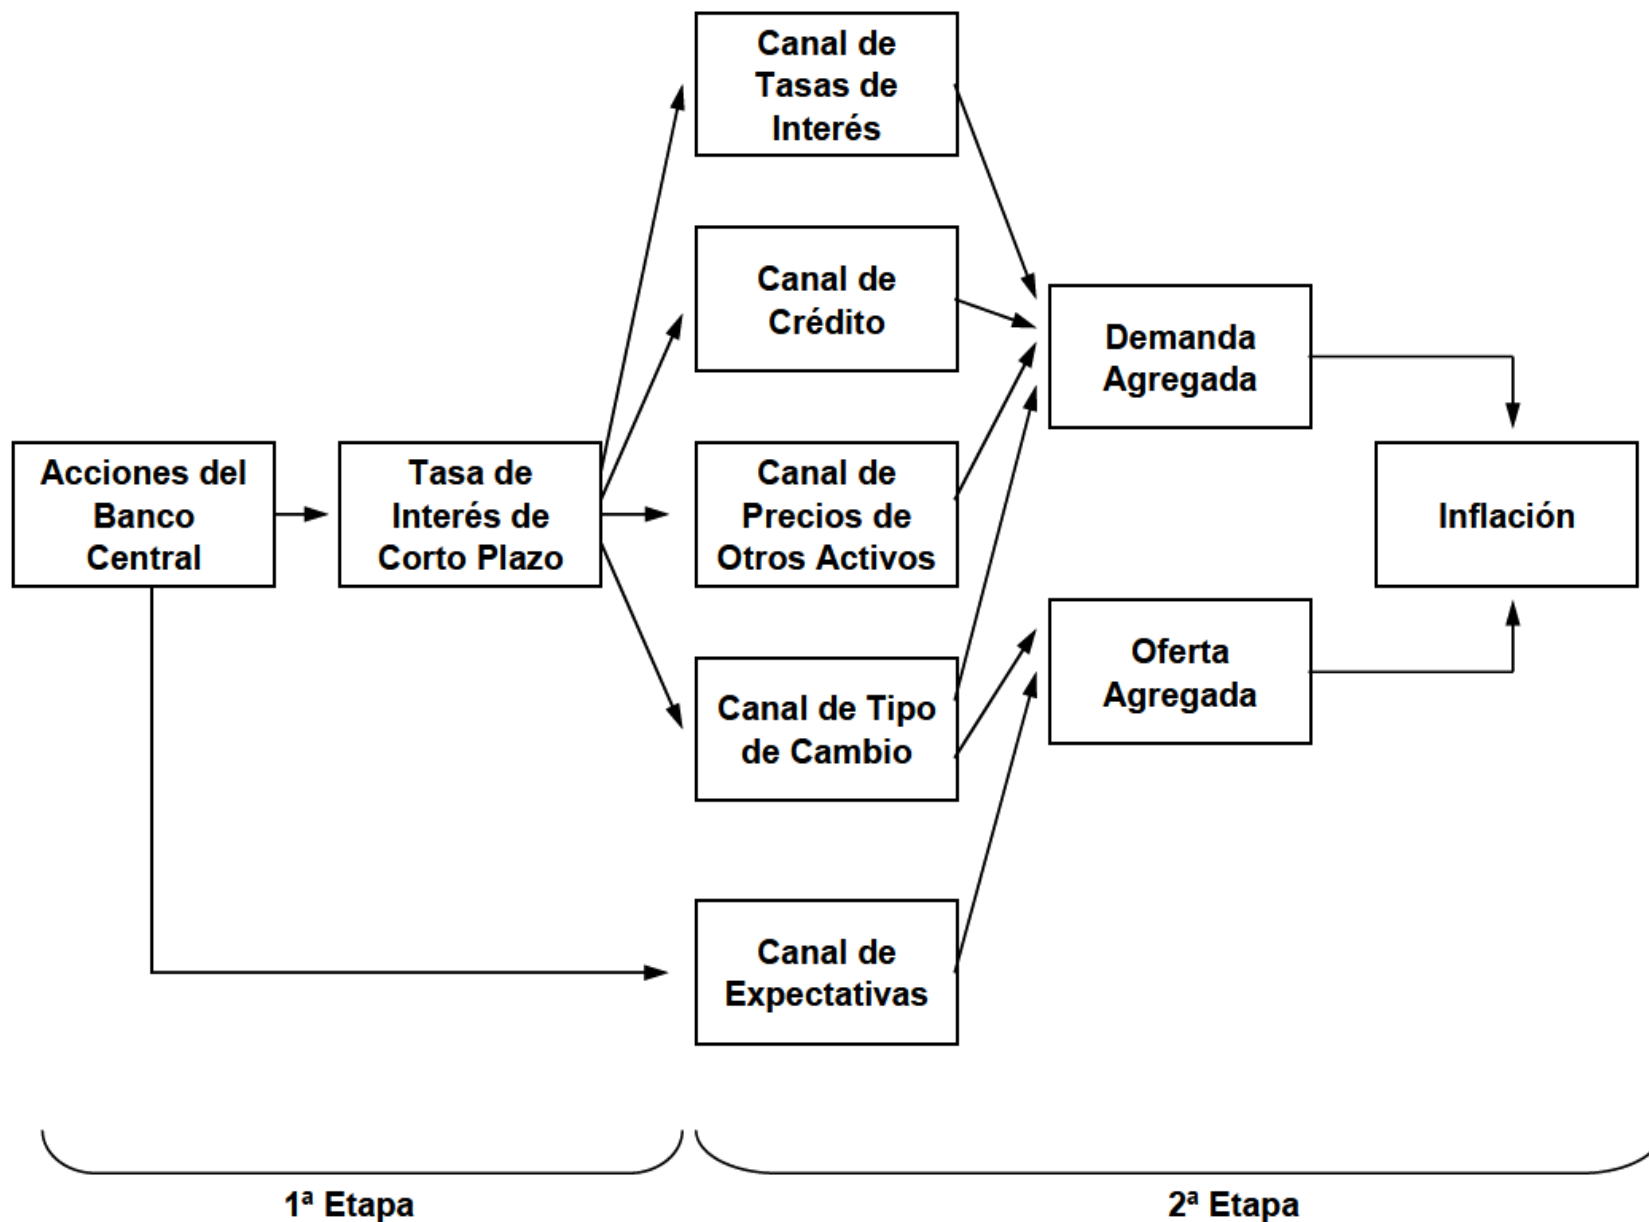 Canal de
Tasas de
Interés
Canal de
Crédito
Demanda
Agregada
Acciones del
Banco
Central
Tasa de
Interés de
Corto Plazo
Canal de
Precios de
Otros Activos
Inflación
Oferta
Agregada
Canal de Tipo
de Cambio
Canal de
Expectativas
1ª Etapa
2ª Etapa